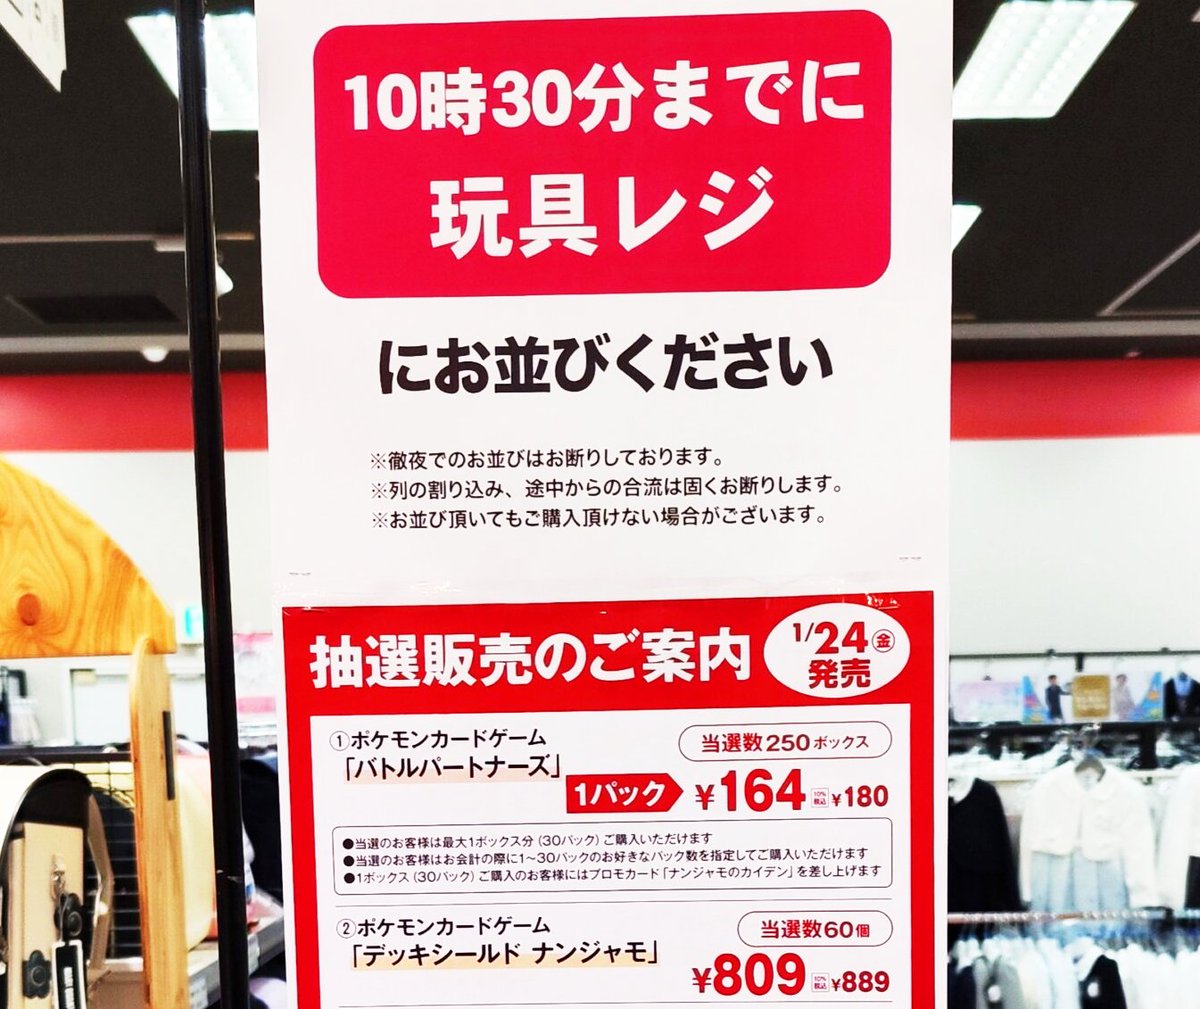 10時30分までに
玩具レジ
にお並びください
※徹夜でのお並びはお断りしております。
※列の割り込み、途中からの合流は固くお断りします。
※お並び頂いてもご購入頂けない場合がございます。
抽選販売のご案内
1/24㊎
発売
①ポケモンカードゲーム
「バトルパートナーズ」
当選数250ボックス
1パック ¥164 10%税込 ¥180
●当選のお客様は最大1ボックス分(30パック)ご購入いただけます
●当選のお客様はお会計の際に1~30パックのお好きなパック数を指定してご購入いただけます
●1ボックス(30パック)ご購入のお客様にはプロモカード「ナンジャモのカイデン」を差し上げます
②ポケモンカードゲーム
「デッキシールド ナンジャモ」
当選数60個
¥809 10%税込 ¥889